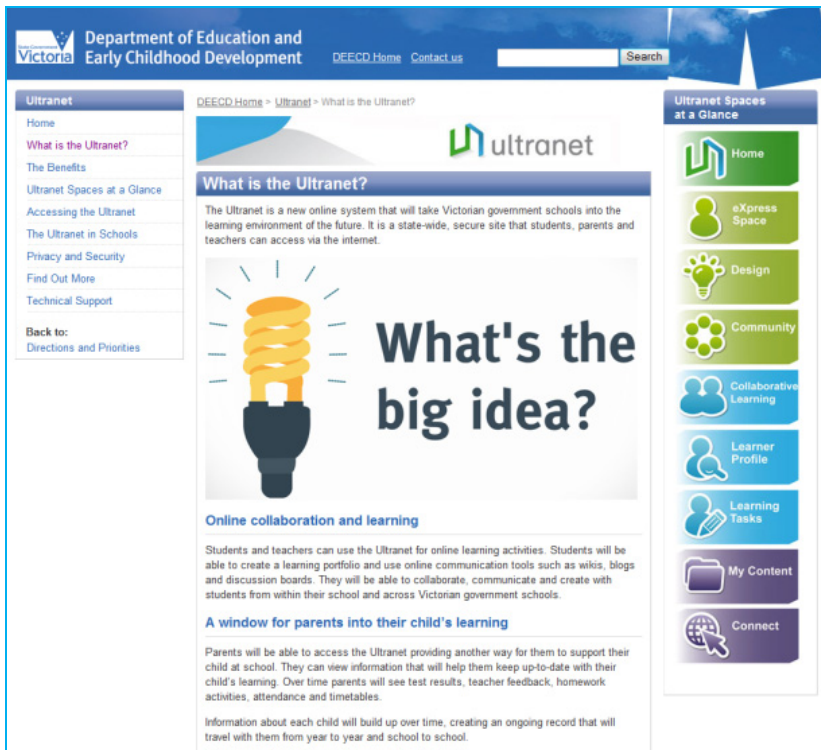 State Government
Victoria
Department of Education and
Early Childhood Development
DEECD Home Contact us
Search
Ultranet
Home
What is the Ultranet?
The Benefits
Ultranet Spaces at a Glance
Accessing the Ultranet
The Ultranet in Schools
Privacy and Security
Find Out More
Technical Support
Back to:
Directions and Priorities
DEECD Home > Ultranet > What is the Ultranet?
ultranet
What is the Ultranet?
The Ultranet is a new online system that will take Victorian government schools into the
learning environment of the future. It is a state-wide, secure site that students, parents and
teachers can access via the internet.
What's the
big idea?
Online collaboration and learning
Students and teachers can use the Ultranet for online learning activities. Students will be
able to create a learning portfolio and use online communication tools such as wikis, blogs
and discussion boards. They will be able to collaborate, communicate and create with
students from within their school and across Victorian government schools.
A window for parents into their child's learning
Parents will be able to access the Ultranet providing another way for them to support their
child at school. They can view information that will help them keep up-to-date with their
child's learning. Over time parents will see test results, teacher feedback, homework
activities, attendance and timetables.
Information about each child will build up over time, creating an ongoing record that will
travel with them from year to year and school to school.
Ultranet Spaces
at a Glance
Home
eXpress
Space
Design
Community
Collaborative
Learning
Learner
Profile
Learning
Tasks
My Content
Connect